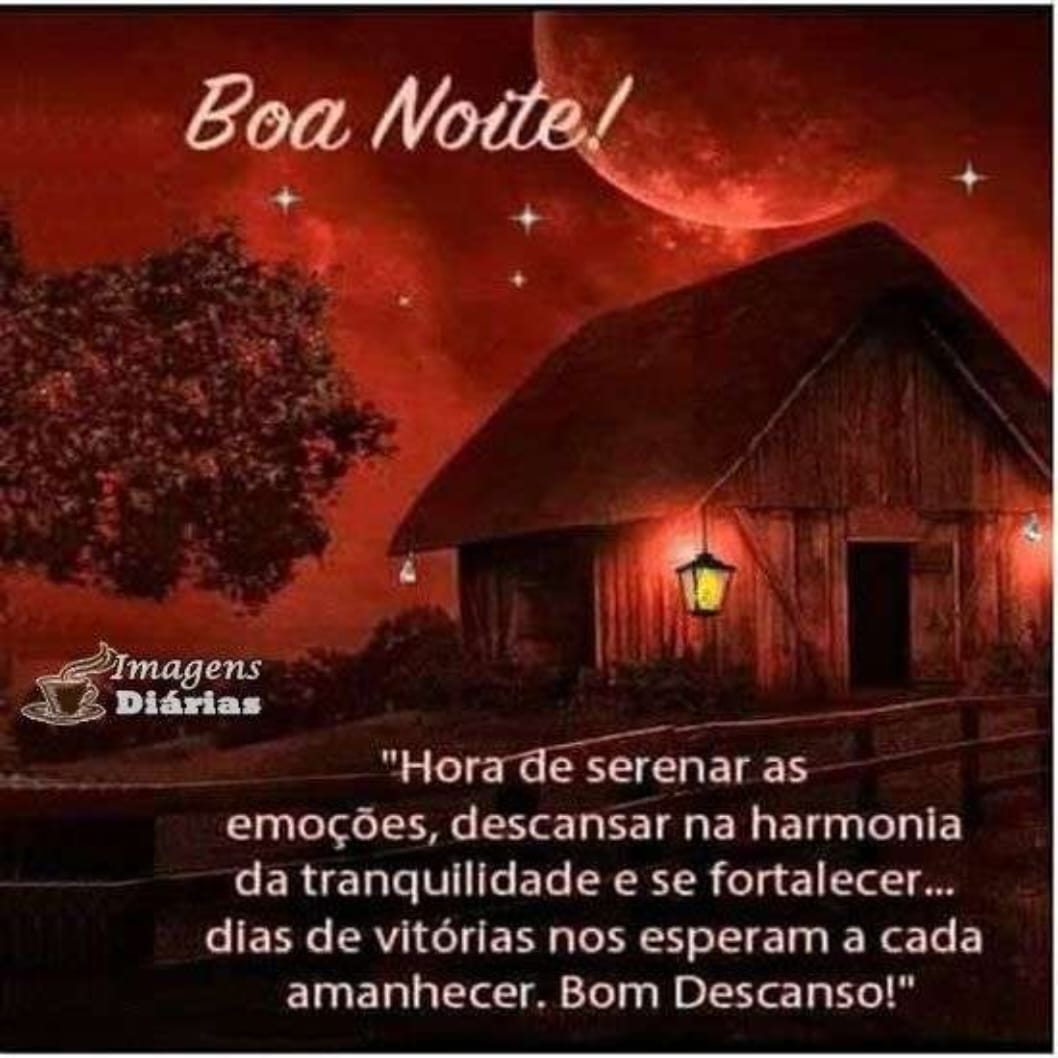 Boa Noite!
Imagens
Diárias
"Hora de serenar as
emoções, descansar na harmonia
da tranquilidade e se fortalecer...
dias de vitórias nos esperam a cada
amanhecer. Bom Descanso!"